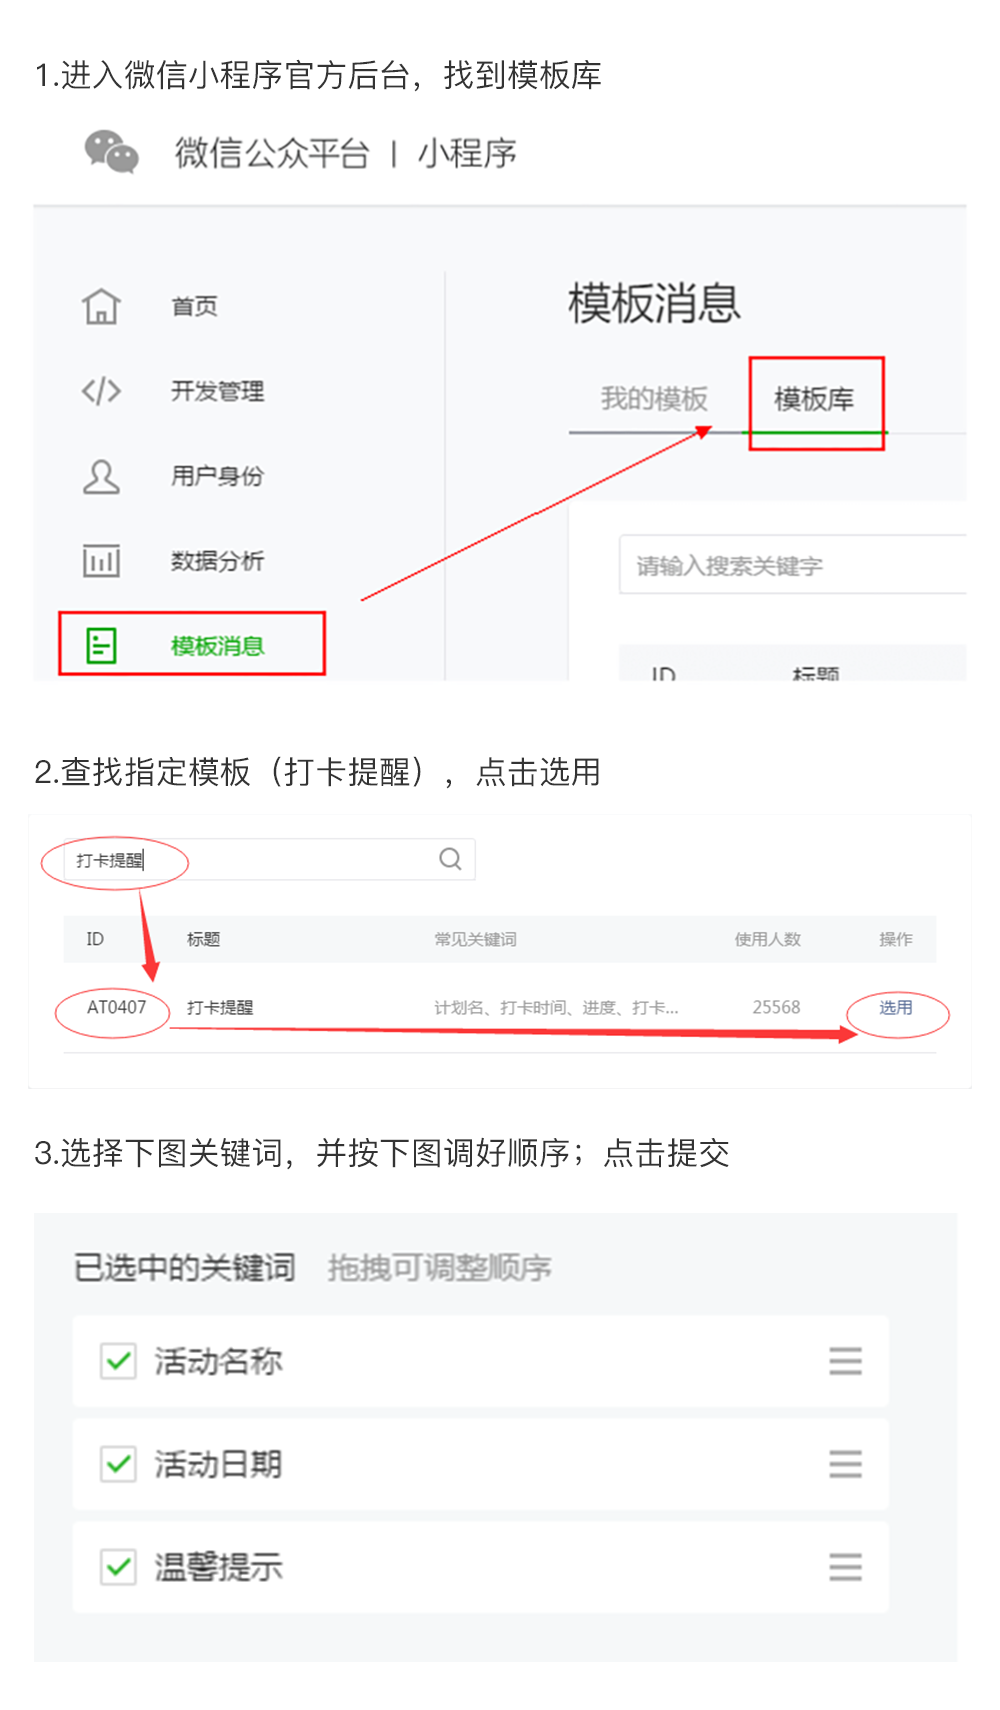 1.进入微信小程序官方后台，找到模板库
微信公众平台 | 小程序
首页
开发管理
用户身份
数据分析
模板消息
模板消息
我的模板 模板库
请输入搜索关键字
ID 标题
2.查找指定模板（打卡提醒），点击选用
打卡提醒
ID 标题 常见关键词 使用人数 操作
AT0407 打卡提醒 计划名、打卡时间、进度、打卡... 25568 选用
3.选择下图关键词，并按下图调好顺序；点击提交
已选中的关键词 拖拽可调整顺序
活动名称
活动日期
温馨提示